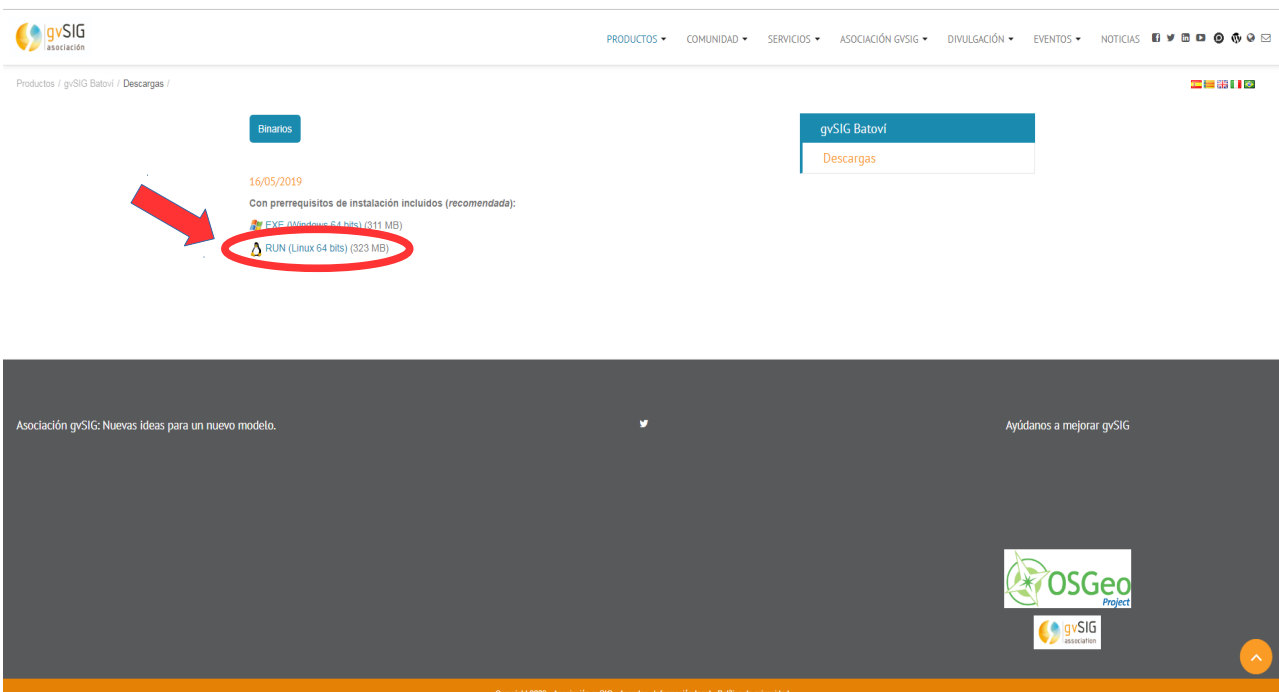 gvSIG
asociación
PRODUCTOS COMUNIDAD SERVICIOS ASOCIACIÓN GVSIG DIVULGACIÓN EVENTOS NOTICIAS
Productos / gvSIG Batoví / Descargas /
Binarios
gvSIG Batoví
Descargas
16/05/2019
Con prerrequisitos de instalación incluidos (recomendada):
EXE (Windows 64 bits) (311 MB)
RUN (Linux 64 bits) (323 MB)
Asociación gvSIG: Nuevas ideas para un nuevo modelo.
Ayúdanos a mejorar gvSIG
OSGeo
Project
gvSIG
association